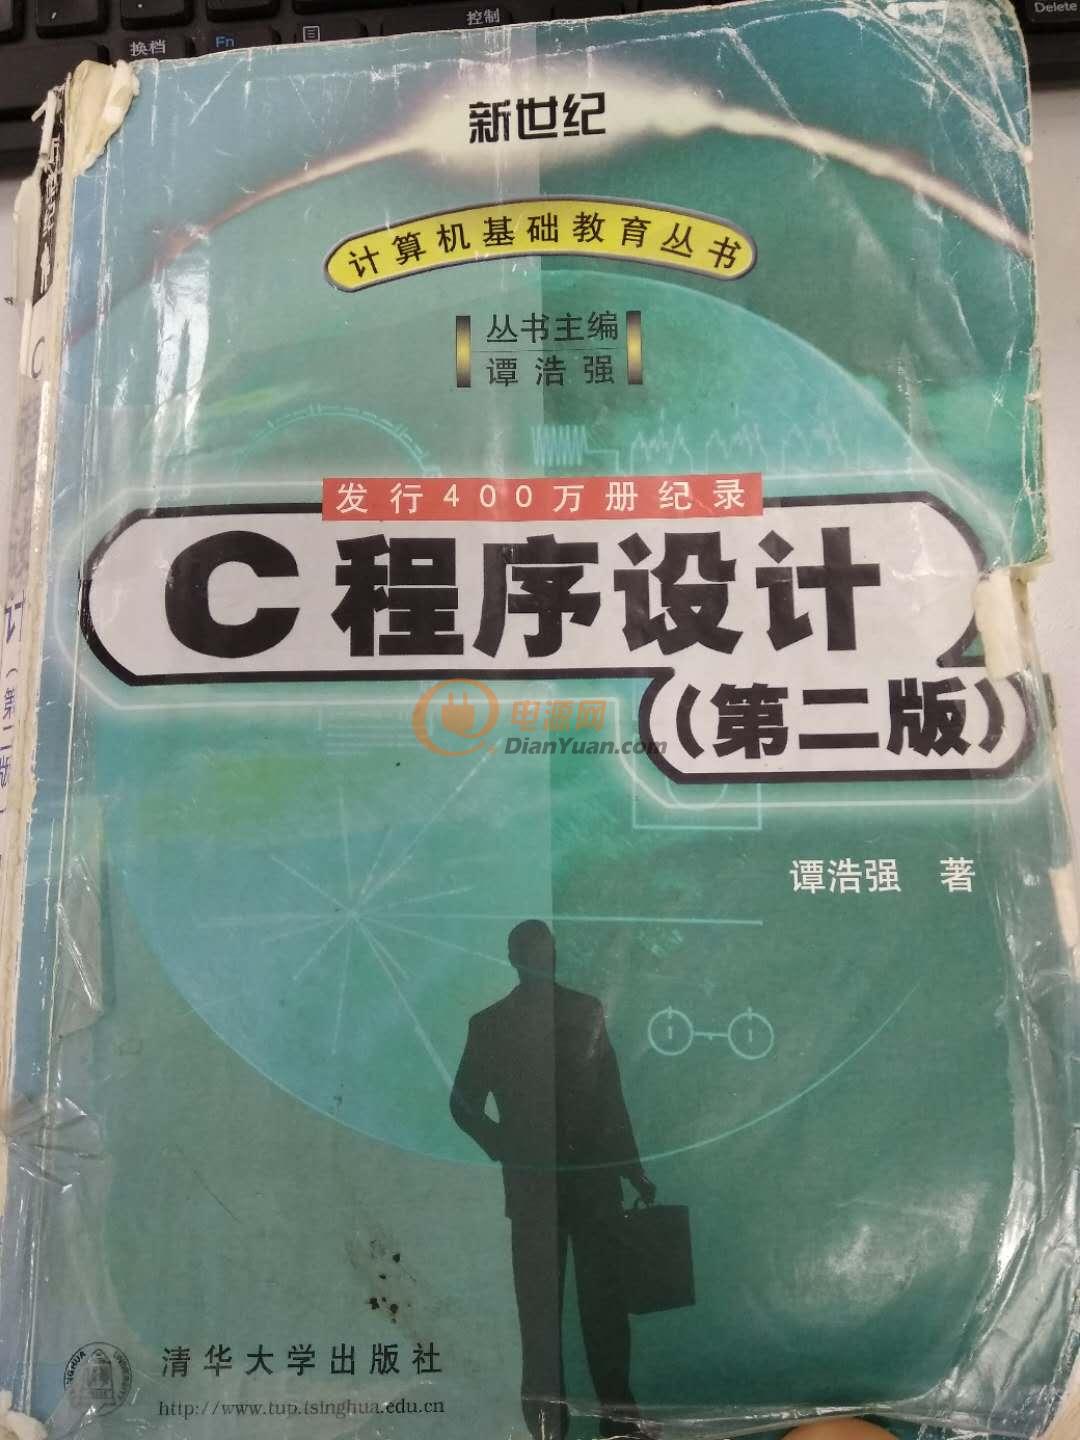 控制
Delete
换档
Fn
新世纪
计算机基础教育丛书
丛书主编
谭浩强
发行400万册纪录
C程序设计
(第二版)
电源网
DianYuan.com
谭浩强 著
清华大学出版社
http://www.tup.tsinghua.edu.cn
C
(第二版)